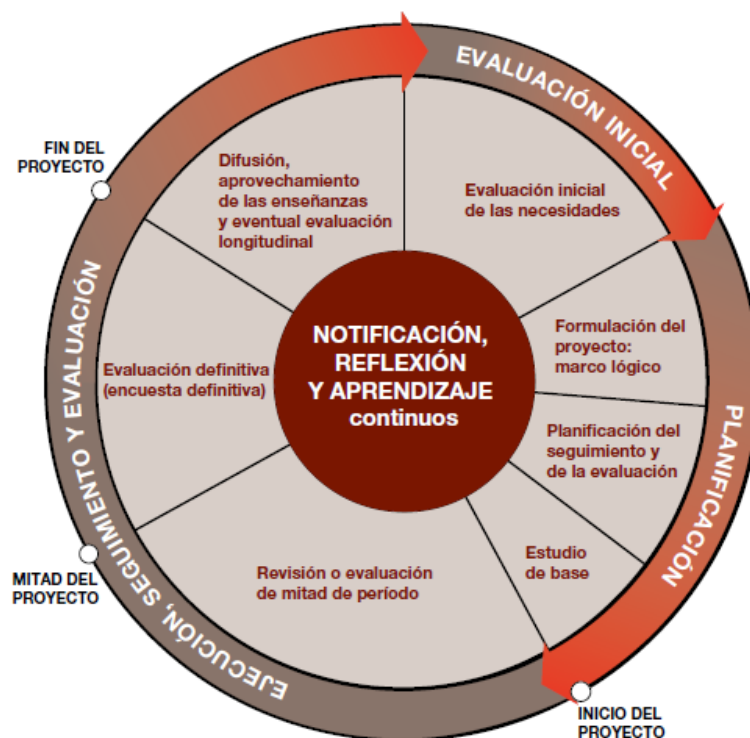 EVALUACIÓN INICIAL
FIN DEL
PROYECTO
Difusión,
aprovechamiento
de las enseñanzas
y eventual evaluación
longitudinal
Evaluación inicial
de las necesidades
NOTIFICACIÓN,
REFLEXIÓN
Y APRENDIZAJE
continuos
Formulación del
proyecto:
marco lógico
Evaluación definitiva
(encuesta definitiva)
Planificación del
seguimiento y
de la evaluación
PLANIFICACIÓN
Estudio
de base
Revisión o evaluación
de mitad de período
MITAD DEL
PROYECTO
EJECUCIÓN, SEGUIMIENTO Y EVALUACIÓN
INICIO DEL
PROYECTO